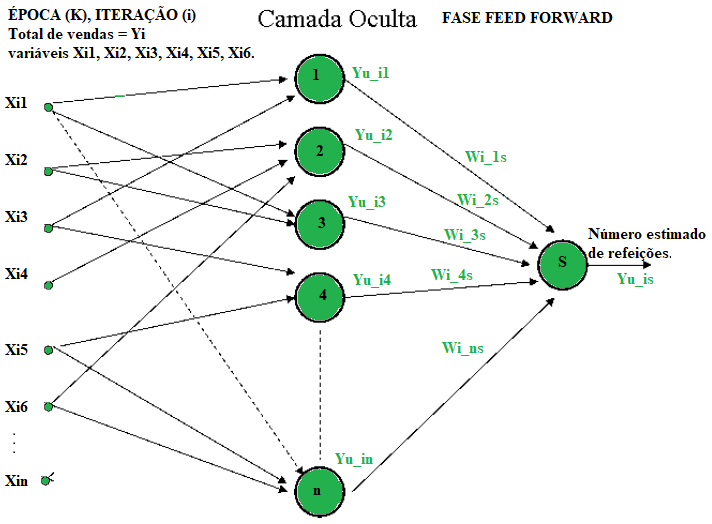 ÉPOCA (K), ITERAÇÃO (i)
Total de vendas = Yi
variáveis Xi1, Xi2, Xi3, Xi4, Xi5, Xi6.
Camada Oculta
FASE FEED FORWARD
Xi1
Xi2
Xi3
Xi4
Xi5
Xi6
Xin
1
2
3
4
n
Yu_i1
Yu_i2
Yu_i3
Yu_i4
Yu_in
Wi_1s
Wi_2s
Wi_3s
Wi_4s
Wi_ns
S
Número estimado
de refeições.
Yu_is